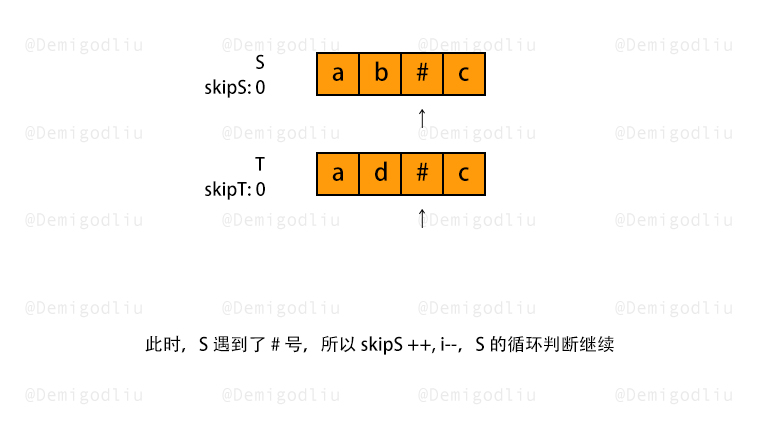 @Demigodliu @Demigodliu @Demigodliu @Demigodliu
S
skipS: 0
a b # c
↑
@Demigodliu @Demigodliu @Demigodliu @Demigodliu
T
skipT: 0
a d # c
↑
@Demigodliu @Demigodliu @Demigodliu @Demigodliu
@Demigodliu @Demigodliu @Demigodliu @Demigodliu
此时，S 遇到了 # 号，所以 skipS ++, i--，S 的循环判断继续
@Demigodliu @Demigodliu @Demigodliu @Demigodliu